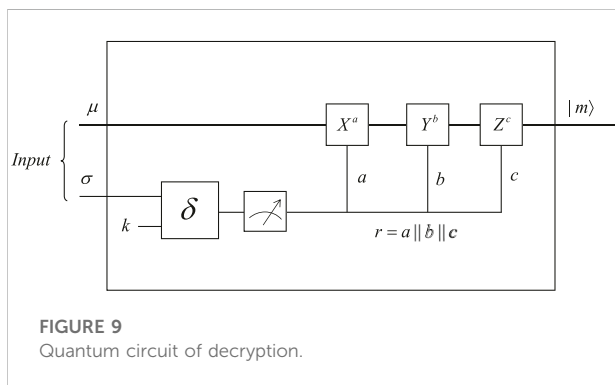 μ
X^a
Y^b
Z^c
|m⟩
Input
σ
a
b
c
k
δ
r = a || b || c
FIGURE 9
Quantum circuit of decryption.